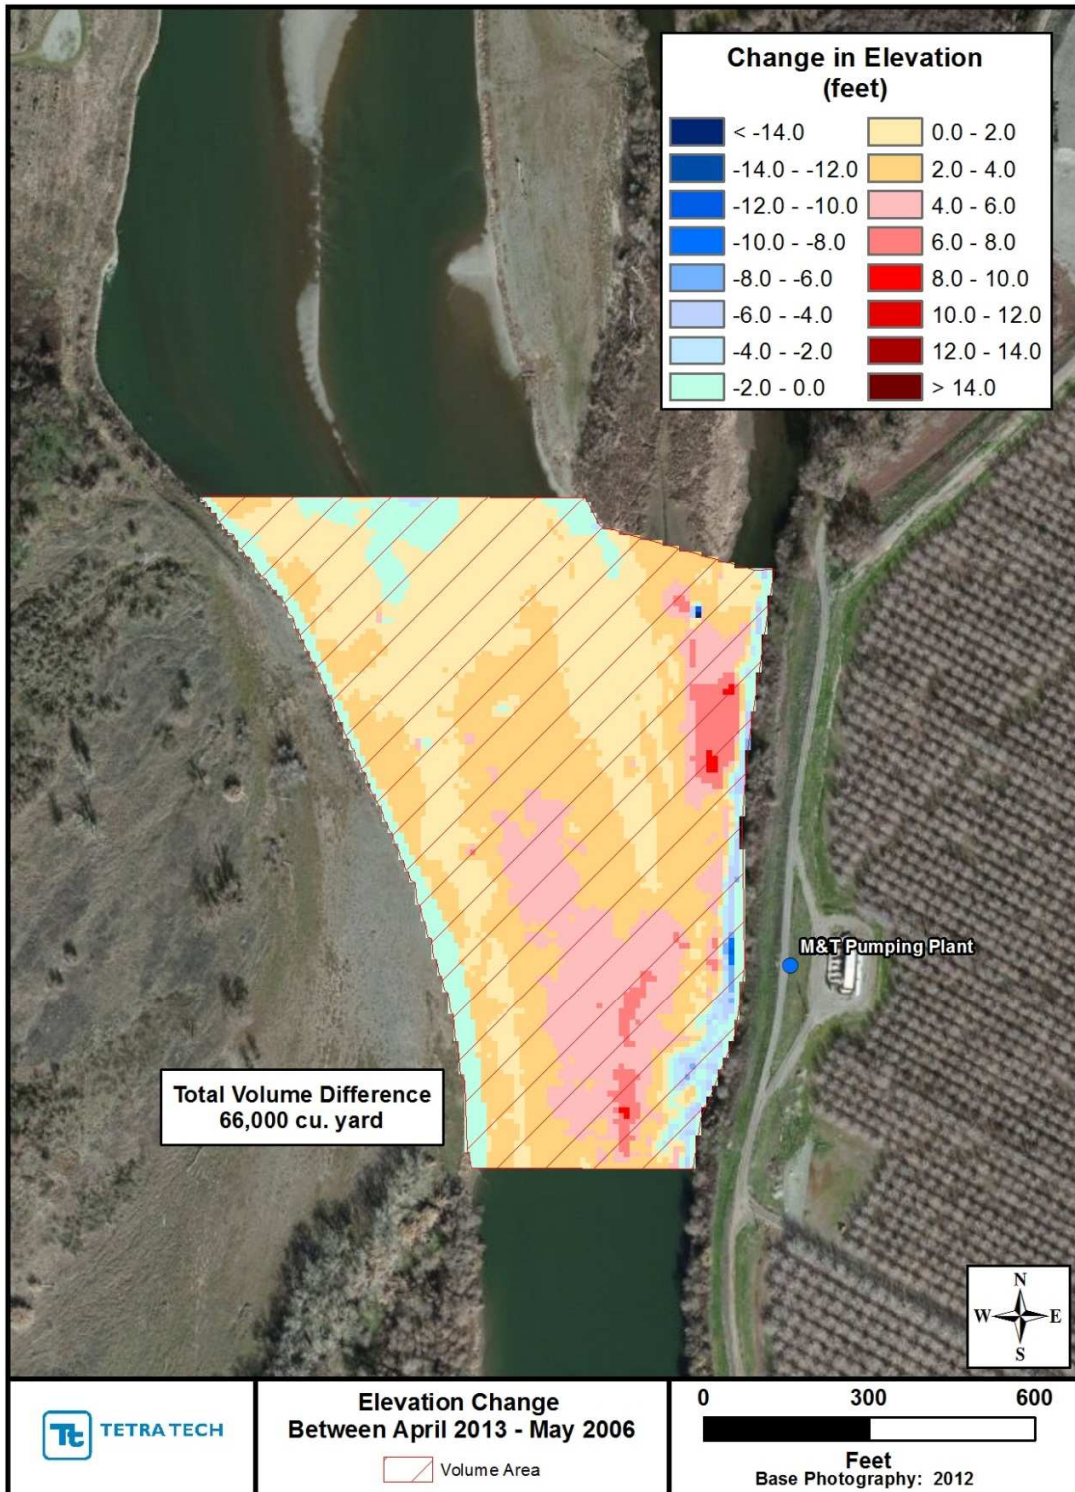 Change in Elevation
(feet)
< -14.0
-14.0 - -12.0
-12.0 - -10.0
-10.0 - -8.0
-8.0 - -6.0
-6.0 - -4.0
-4.0 - -2.0
-2.0 - 0.0
0.0 - 2.0
2.0 - 4.0
4.0 - 6.0
6.0 - 8.0
8.0 - 10.0
10.0 - 12.0
12.0 - 14.0
> 14.0
M&T Pumping Plant
Total Volume Difference
66,000 cu. yard
N
W E
S
Tt TETRA TECH
Elevation Change
Between April 2013 - May 2006
Volume Area
0 300 600
Feet
Base Photography: 2012